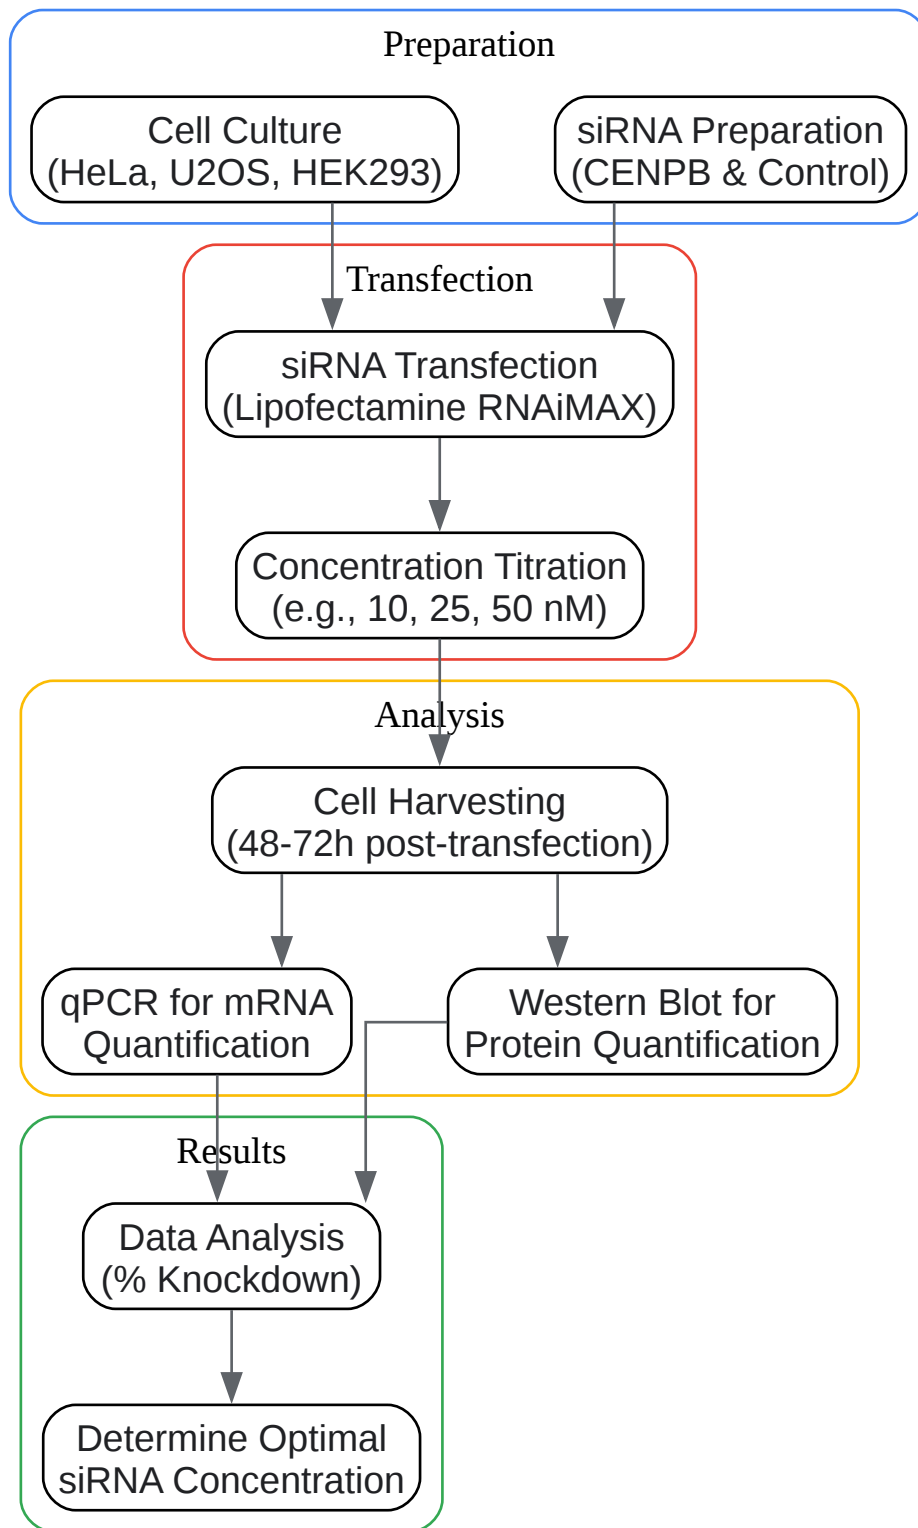 Preparation
Cell Culture
(HeLa, U2OS, HEK293)
siRNA Preparation
(CENPB & Control)
Transfection
siRNA Transfection
(Lipofectamine RNAiMAX)
Concentration Titration
(e.g., 10, 25, 50 nM)
Analysis
Cell Harvesting
(48-72h post-transfection)
qPCR for mRNA
Quantification
Western Blot for
Protein Quantification
Results
Data Analysis
(% Knockdown)
Determine Optimal
siRNA Concentration